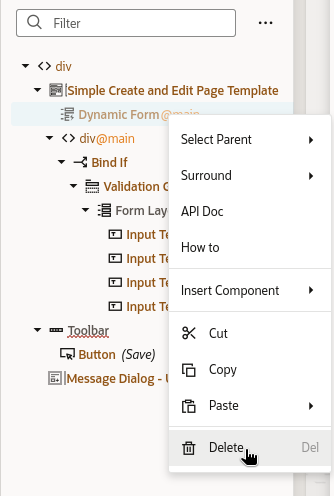 Filter ...
div
Simple Create and Edit Page Template
Dynamic Form @main
div@main
Select Parent
Bind If
Surround
Validation
API Doc
Form Lay
Input Te
How to
Input Te
Input Te
Insert Component
Input Te
Toolbar
Cut
Button (Save)
Copy
Message Dialog -
Paste
Delete Del